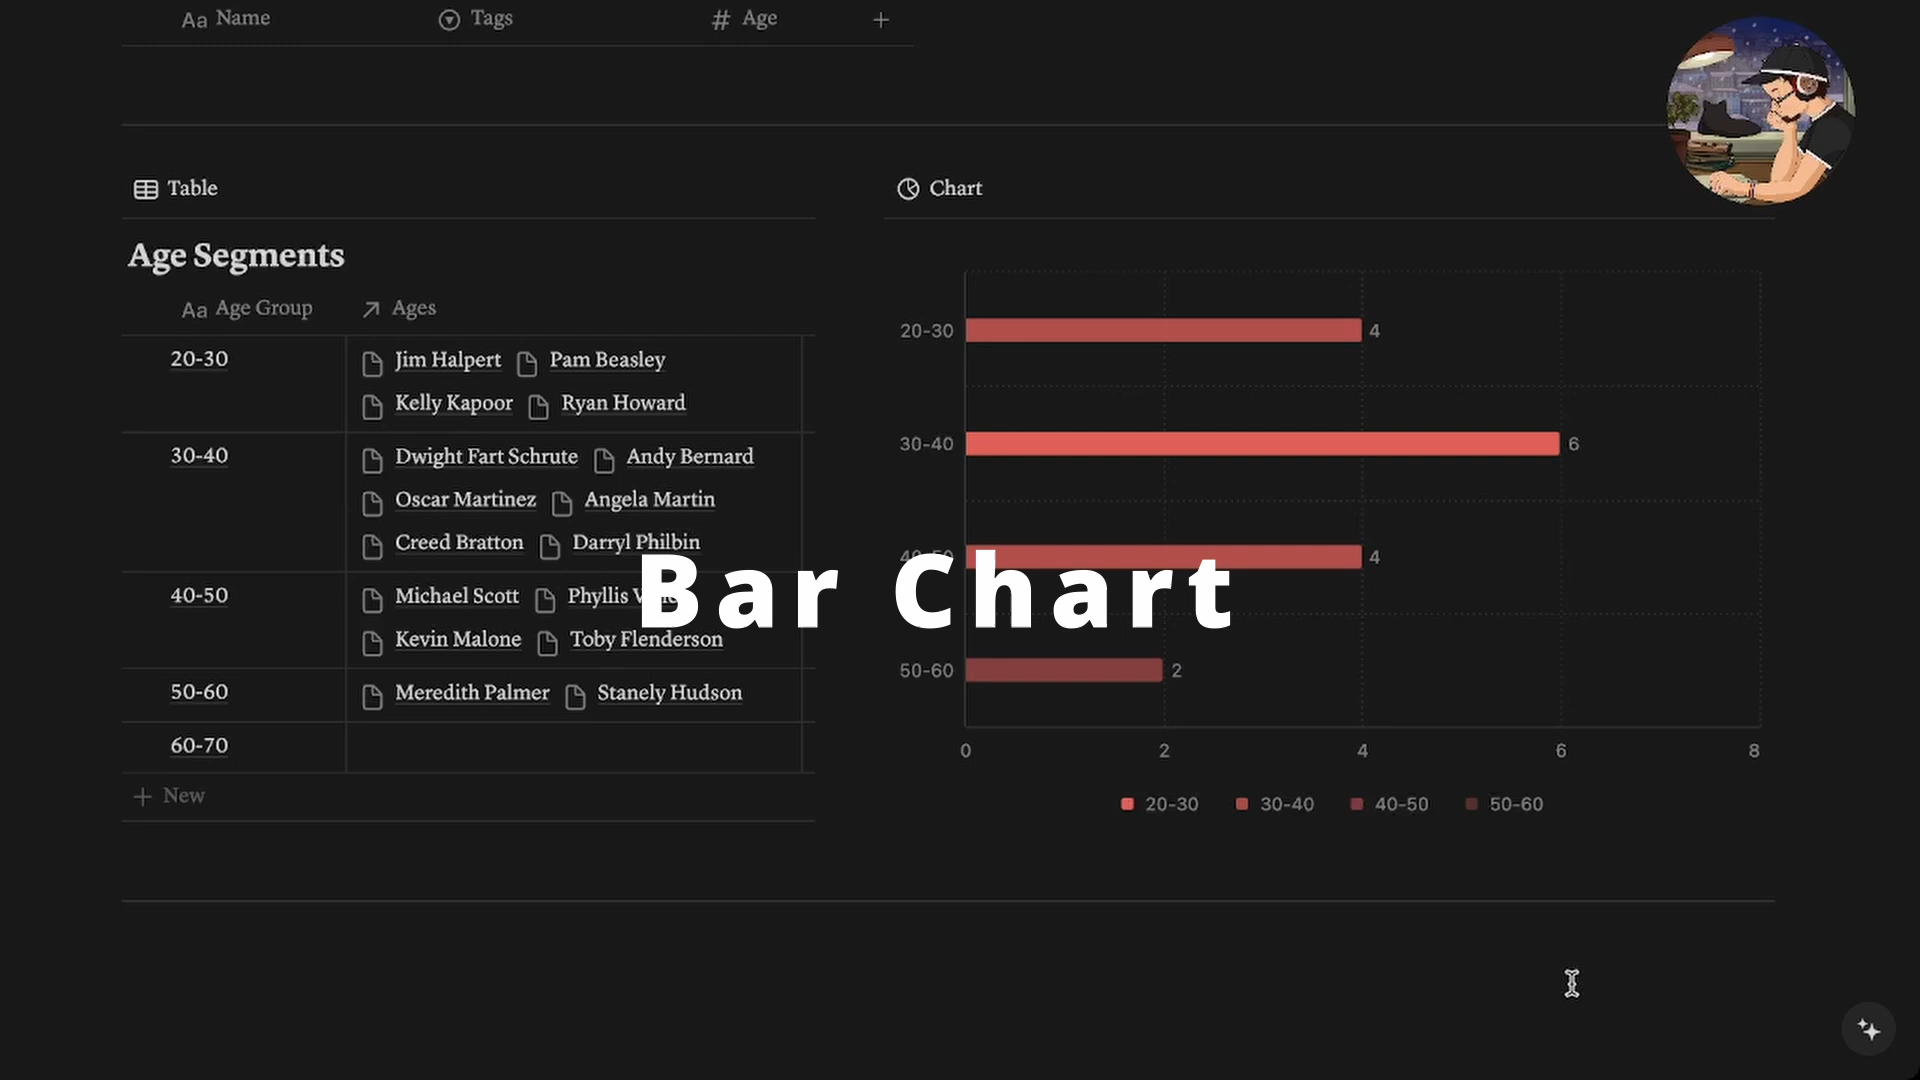 Aa Name Tags # Age +
Table
Age Segments
Aa Age Group Ages
20-30 Jim Halpert Pam Beasley
Kelly Kapoor Ryan Howard
30-40 Dwight Fart Schrute Andy Bernard
Oscar Martinez Angela Martin
Creed Bratton Darryl Philbin
40-50 Michael Scott Phyllis
Kevin Malone Toby Flenderson
50-60 Meredith Palmer Stanely Hudson
60-70
+ New
Chart
20-30 4
30-40 6
40-50 4
50-60 2
0 2 4 6 8
20-30 30-40 40-50 50-60
Bar Chart